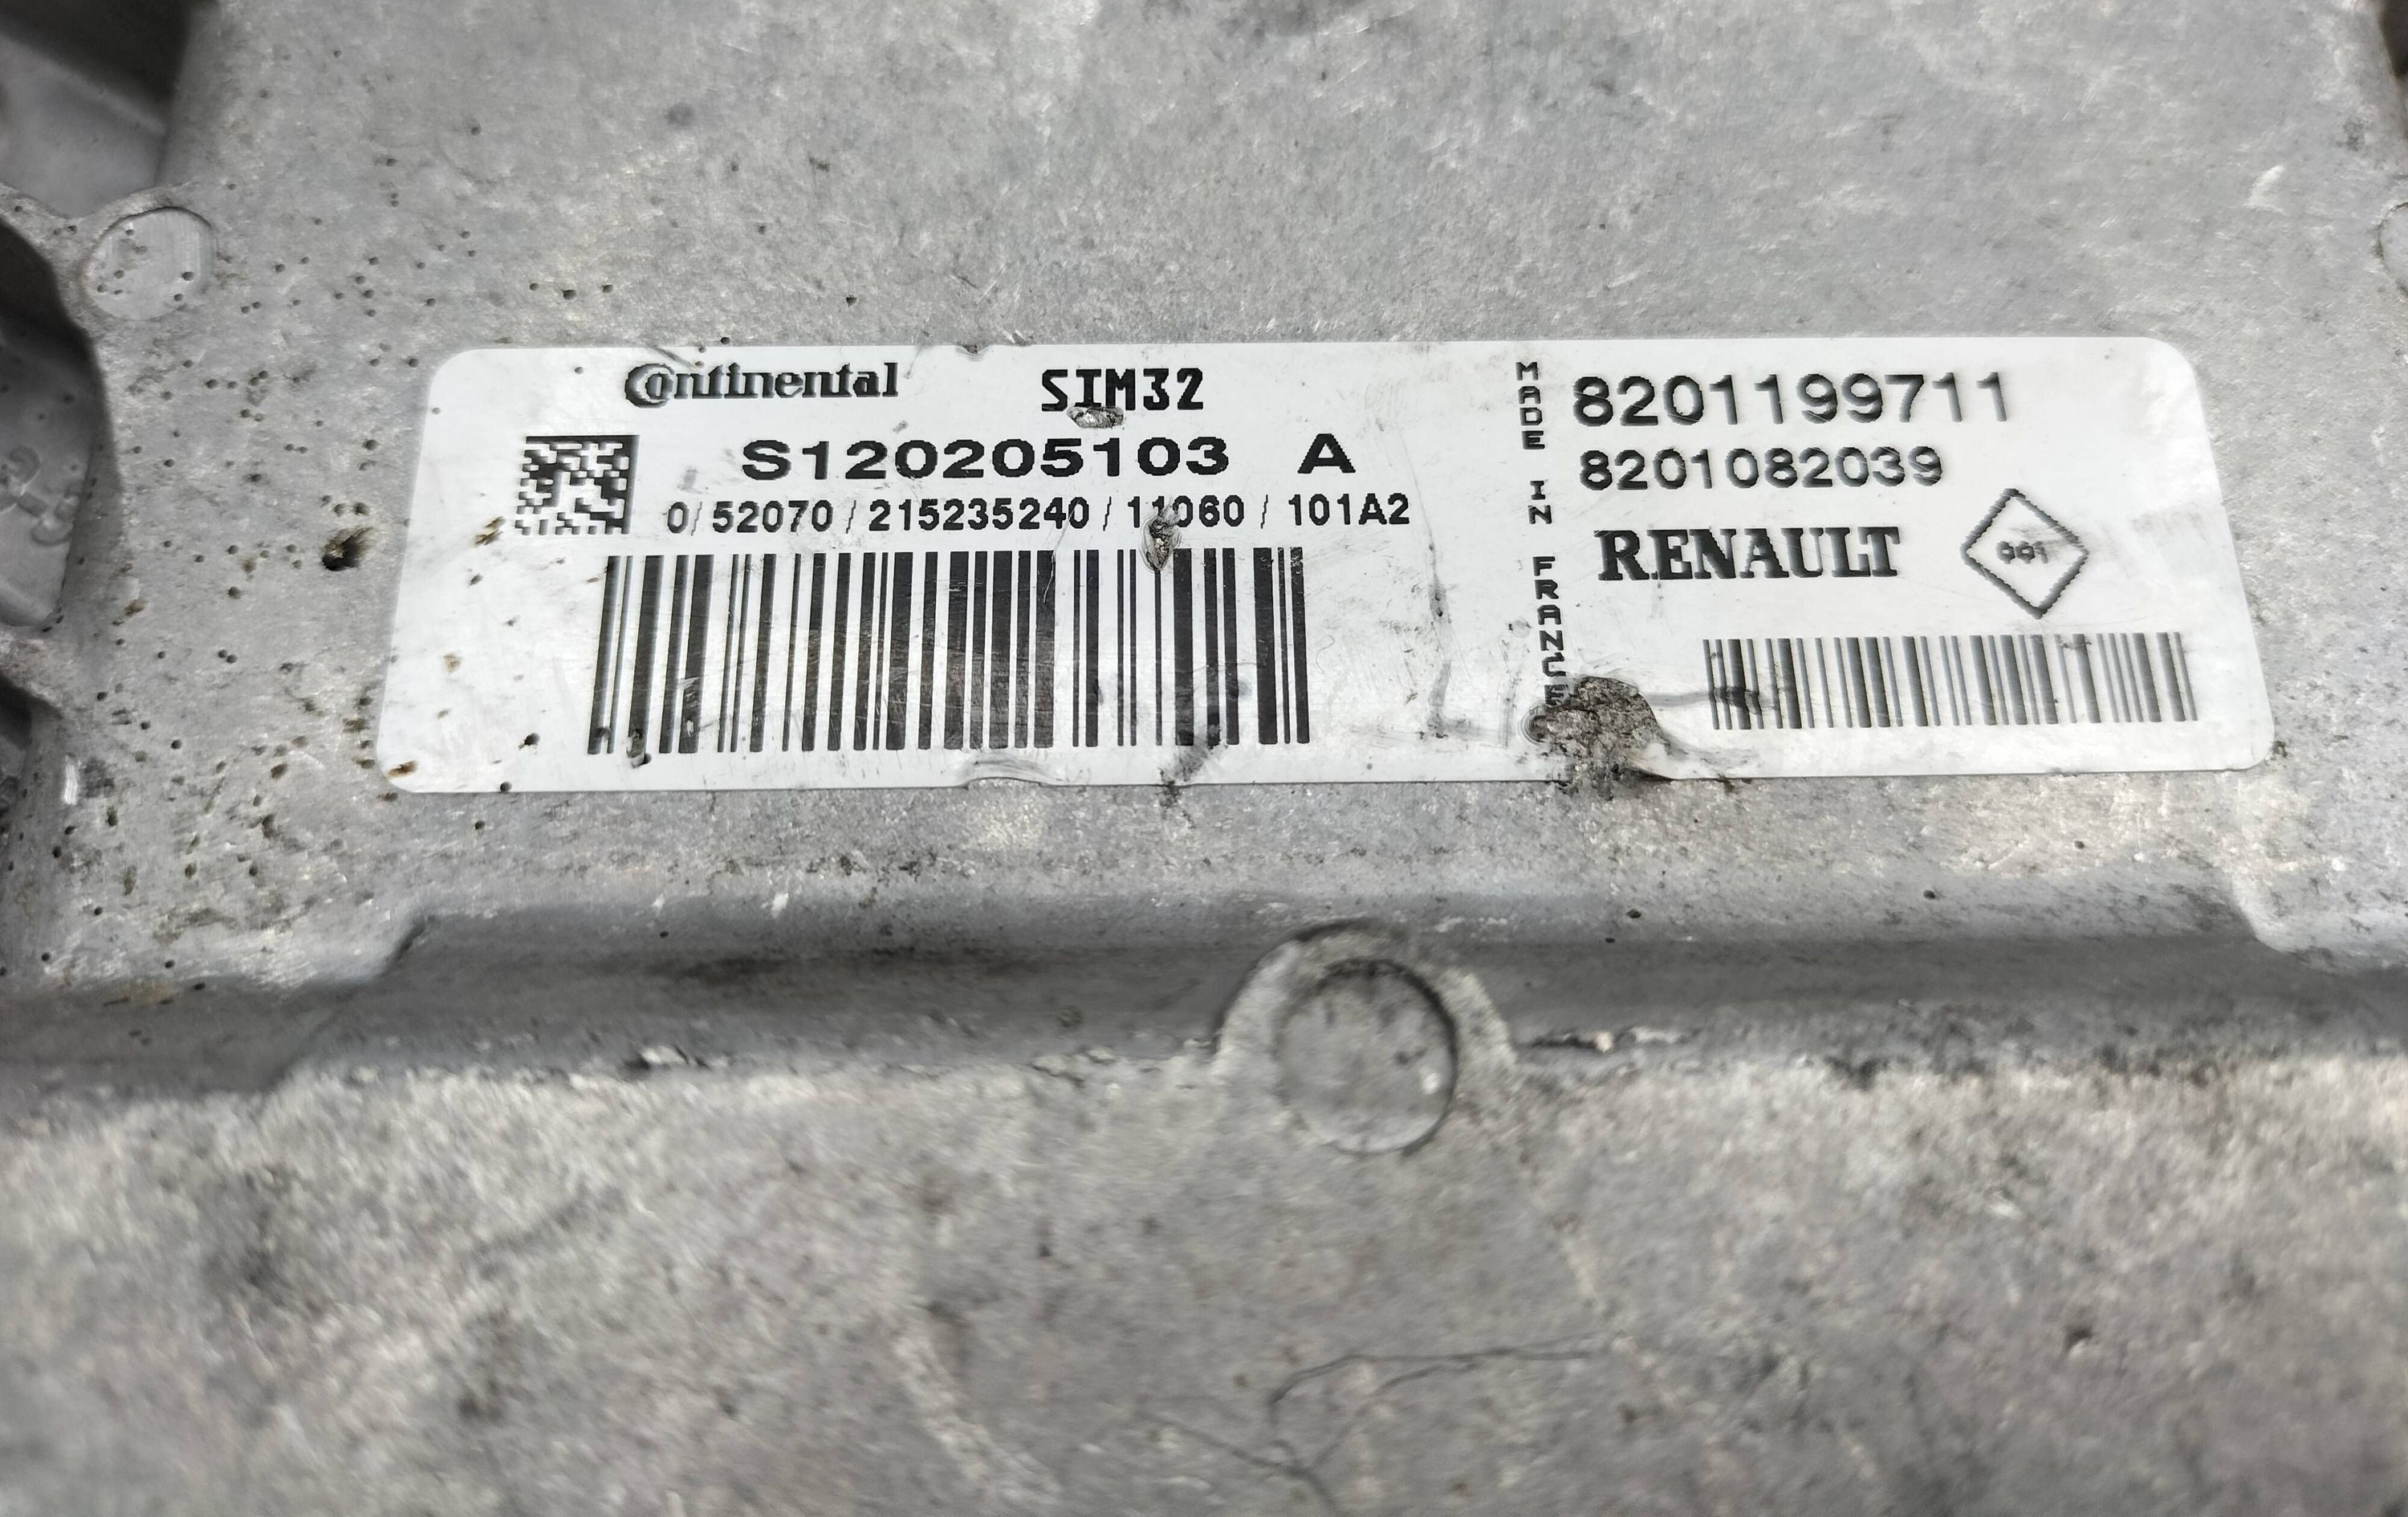 Continental SIM32
S120205103 A
0/52070/215235240/11060/101A2
MADE IN FRANCE
8201199711
8201082039
RENAULT